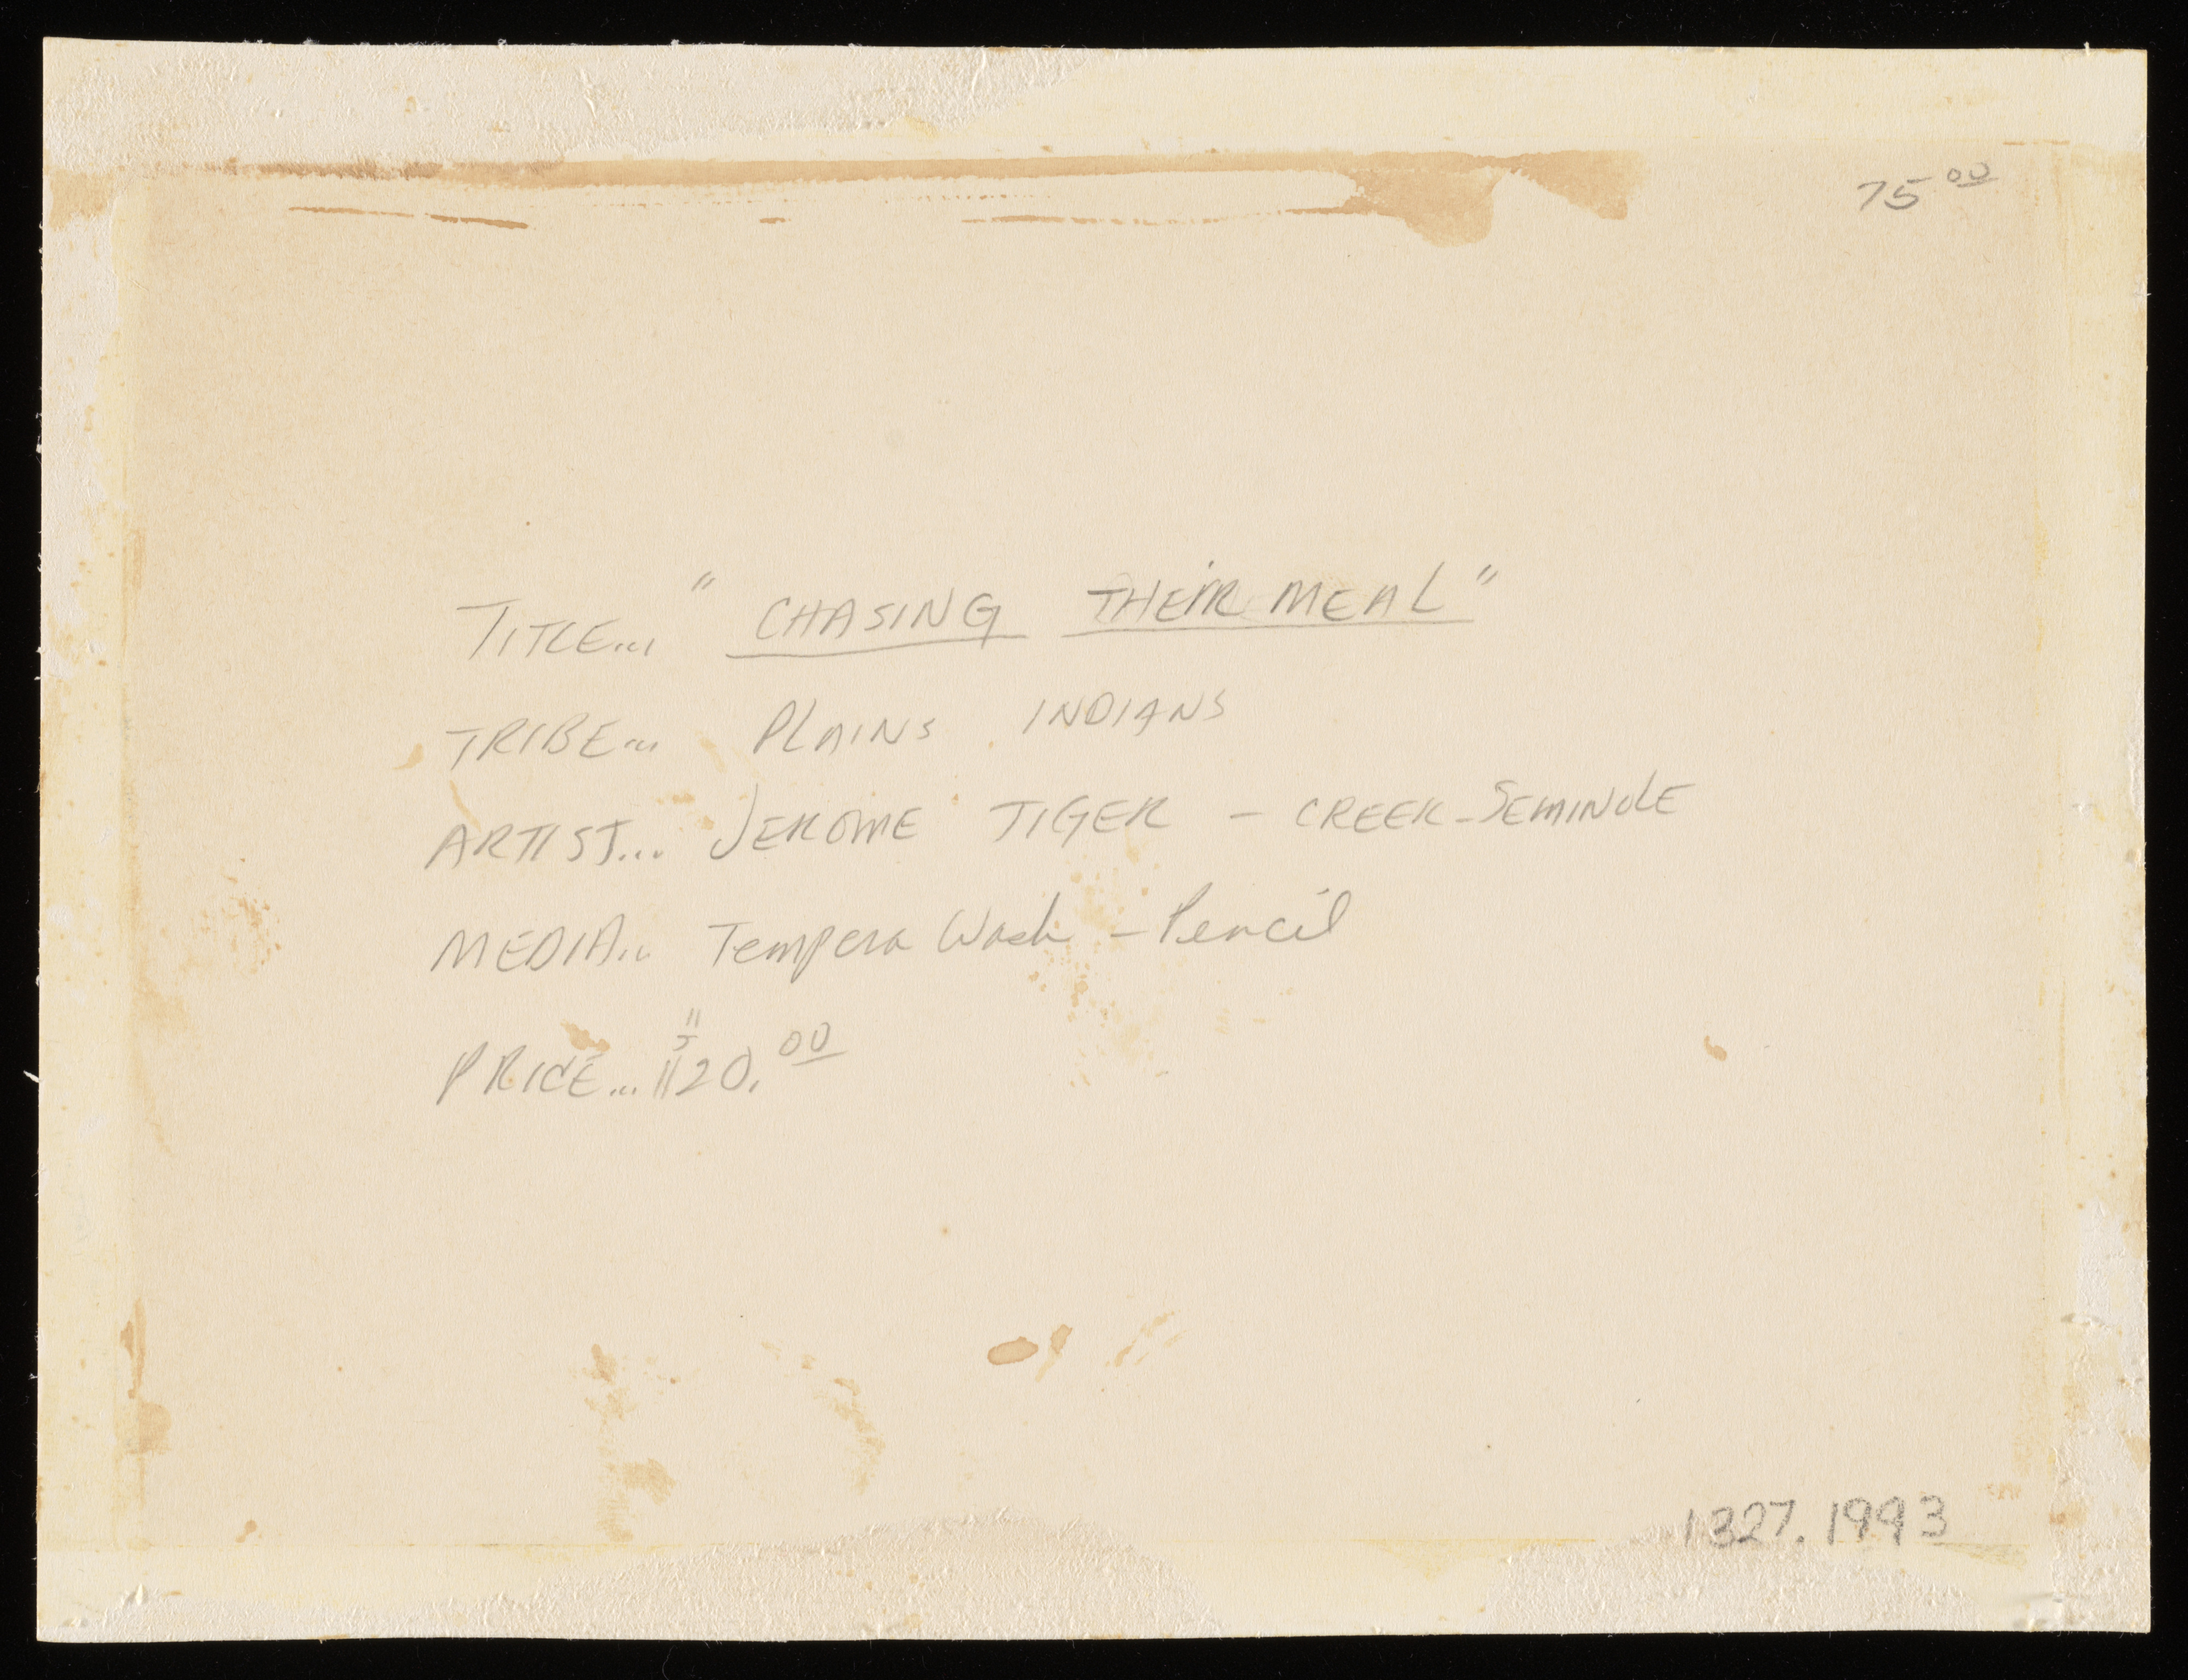 75 00
TITLE... "CHASING THEIR MEAL"
TRIBE... PLAINS INDIANS
ARTIST... JEROME TIGER - CREEK-SEMINOLE
MEDIA... Tempera Wash - Pencil
PRICE... $20.00
1327.1993